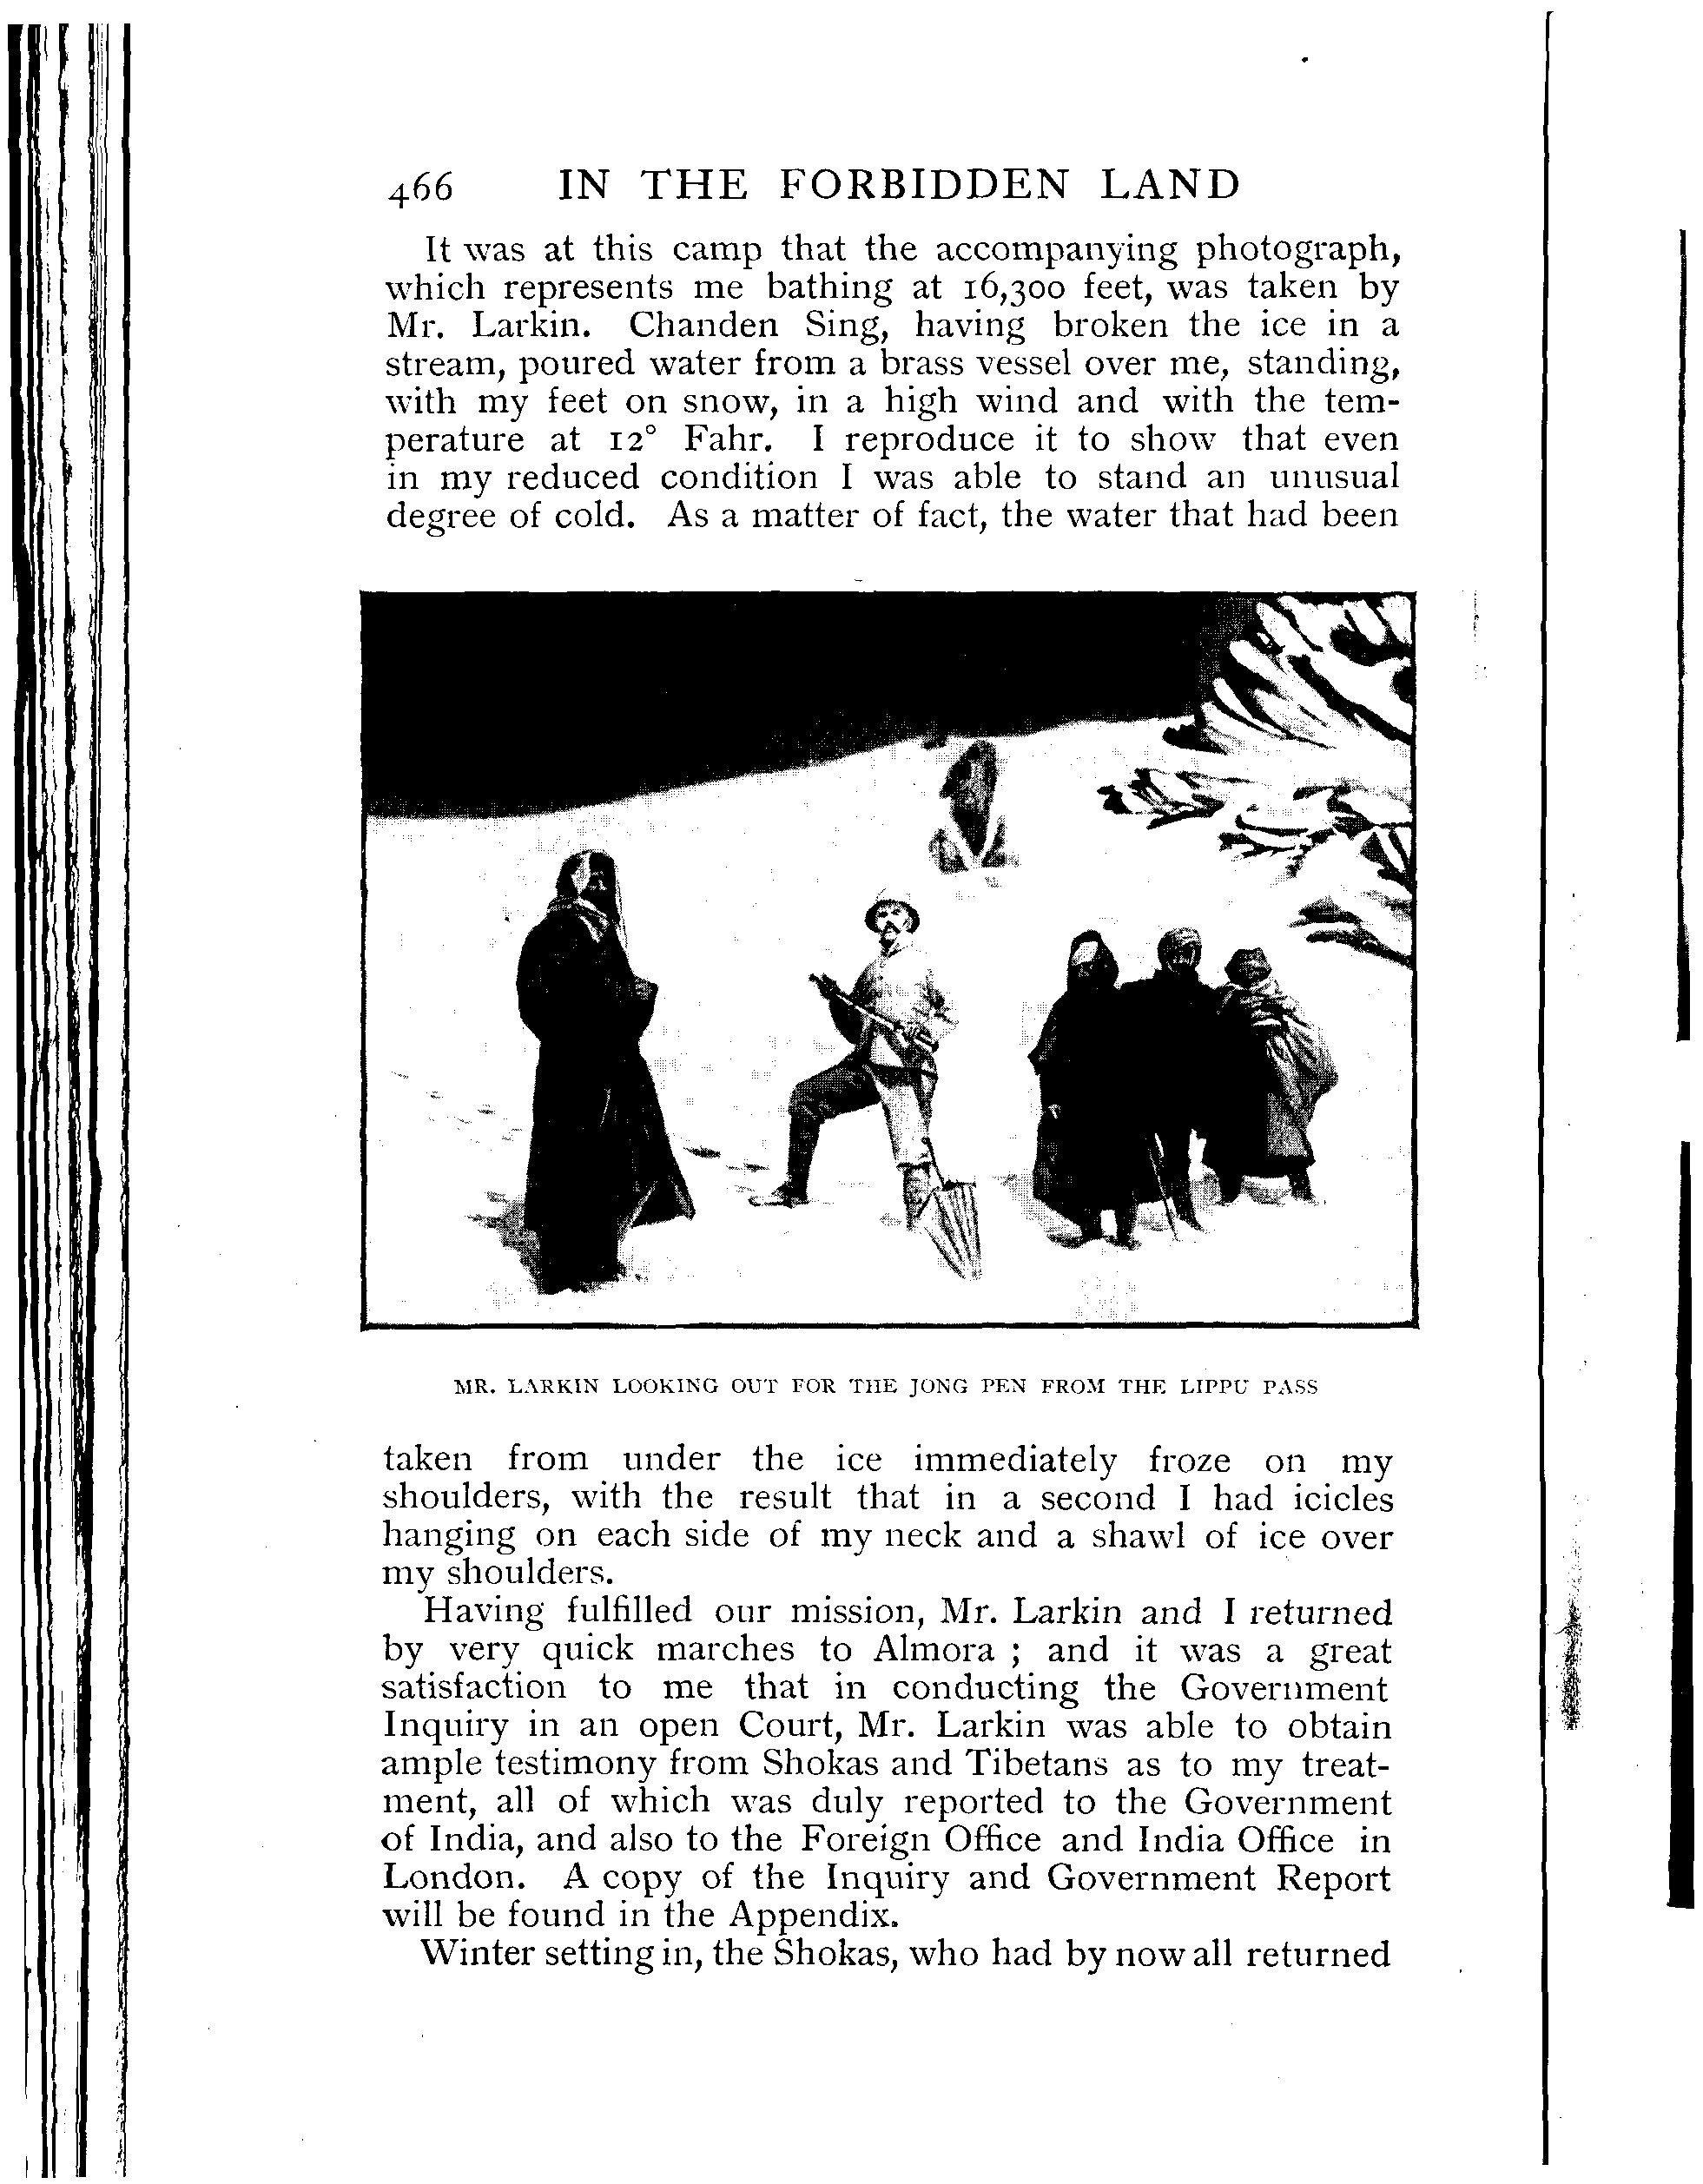 466 IN THE FORBIDDEN LAND
It was at this camp that the accompanying photograph,
which represents me bathing at 16,300 feet, was taken by
Mr. Larkin. Chanden Sing, having broken the ice in a
stream, poured water from a brass vessel over me, standing,
with my feet on snow, in a high wind and with the tem-
perature at 12° Fahr. I reproduce it to show that even
in my reduced condition I was able to stand an unusual
degree of cold. As a matter of fact, the water that had been
MR. LARKIN LOOKING OUT FOR THE JONG PEN FROM THE LIPPU PASS
taken from under the ice immediately froze on my
shoulders, with the result that in a second I had icicles
hanging on each side of my neck and a shawl of ice over
my shoulders.
Having fulfilled our mission, Mr. Larkin and I returned
by very quick marches to Almora ; and it was a great
satisfaction to me that in conducting the Government
Inquiry in an open Court, Mr. Larkin was able to obtain
ample testimony from Shokas and Tibetans as to my treat-
ment, all of which was duly reported to the Government
of India, and also to the Foreign Office and India Office in
London. A copy of the Inquiry and Government Report
will be found in the Appendix.
Winter setting in, the Shokas, who had by now all returned